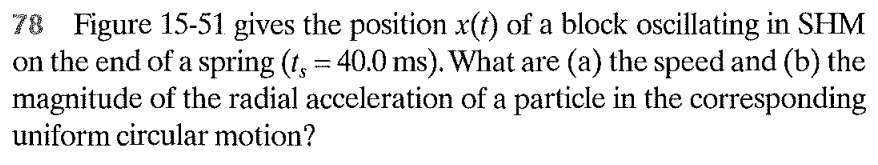 78 Figure 15-51 gives the position x(t) of a block oscillating in SHM
on the end of a spring (tₛ = 40.0 ms). What are (a) the speed and (b) the
magnitude of the radial acceleration of a particle in the corresponding
uniform circular motion?